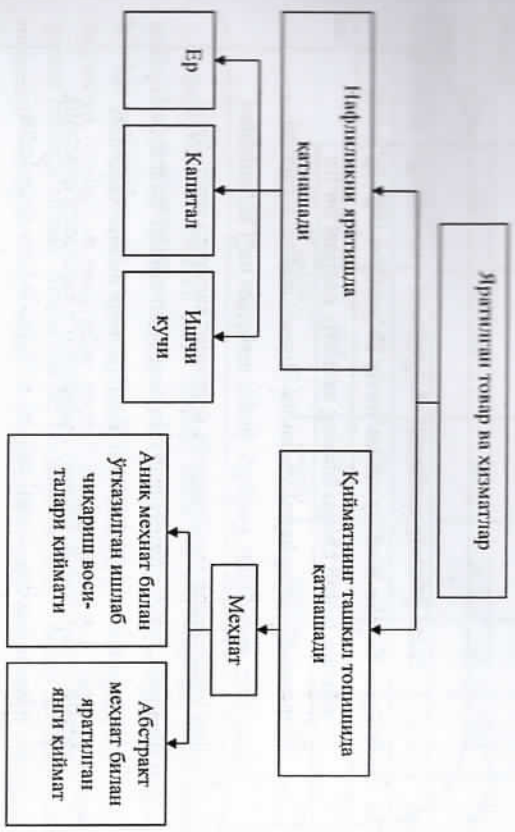 Яратилган товар ва хизматлар
Нафлиликни яратишда
қатнашади
Қийматнинг ташкил топишида
қатнашади
Ер
Капитал
Ишчи
кучи
Меҳнат
Аниқ меҳнат билан
ўтказилган ишлаб
чиқариш воси-
талари қиймати
Абстракт
меҳнат билан
яратилган
янги қиймат